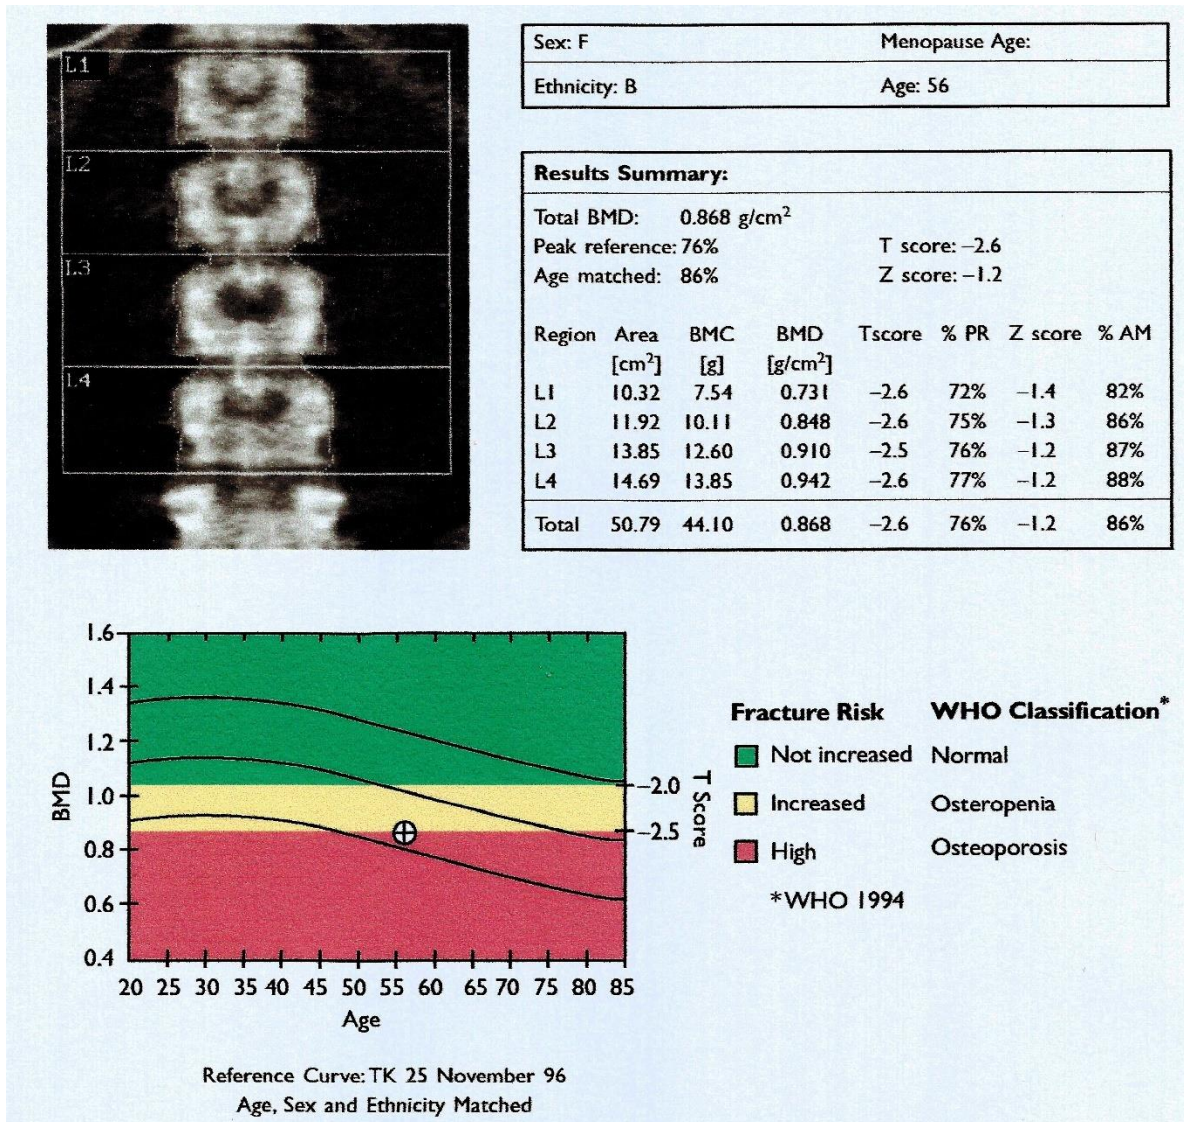 L1
L2
L3
L4
Sex: F Menopause Age:
Ethnicity: B Age: 56
Results Summary:
Total BMD: 0.868 g/cm²
Peak reference: 76% T score: –2.6
Age matched: 86% Z score: –1.2
Region Area BMC BMD Tscore % PR Z score % AM
[cm²] [g] [g/cm²]
L1 10.32 7.54 0.731 –2.6 72% –1.4 82%
L2 11.92 10.11 0.848 –2.6 75% –1.3 86%
L3 13.85 12.60 0.910 –2.5 76% –1.2 87%
L4 14.69 13.85 0.942 –2.6 77% –1.2 88%
Total 50.79 44.10 0.868 –2.6 76% –1.2 86%
1.6
1.4
1.2
1.0
0.8
0.6
0.4
BMD
20 25 30 35 40 45 50 55 60 65 70 75 80 85
Age
–2.0
–2.5
T Score
Fracture Risk WHO Classification*
Not increased Normal
Increased Osteropenia
High Osteoporosis
*WHO 1994
Reference Curve: TK 25 November 96
Age, Sex and Ethnicity Matched